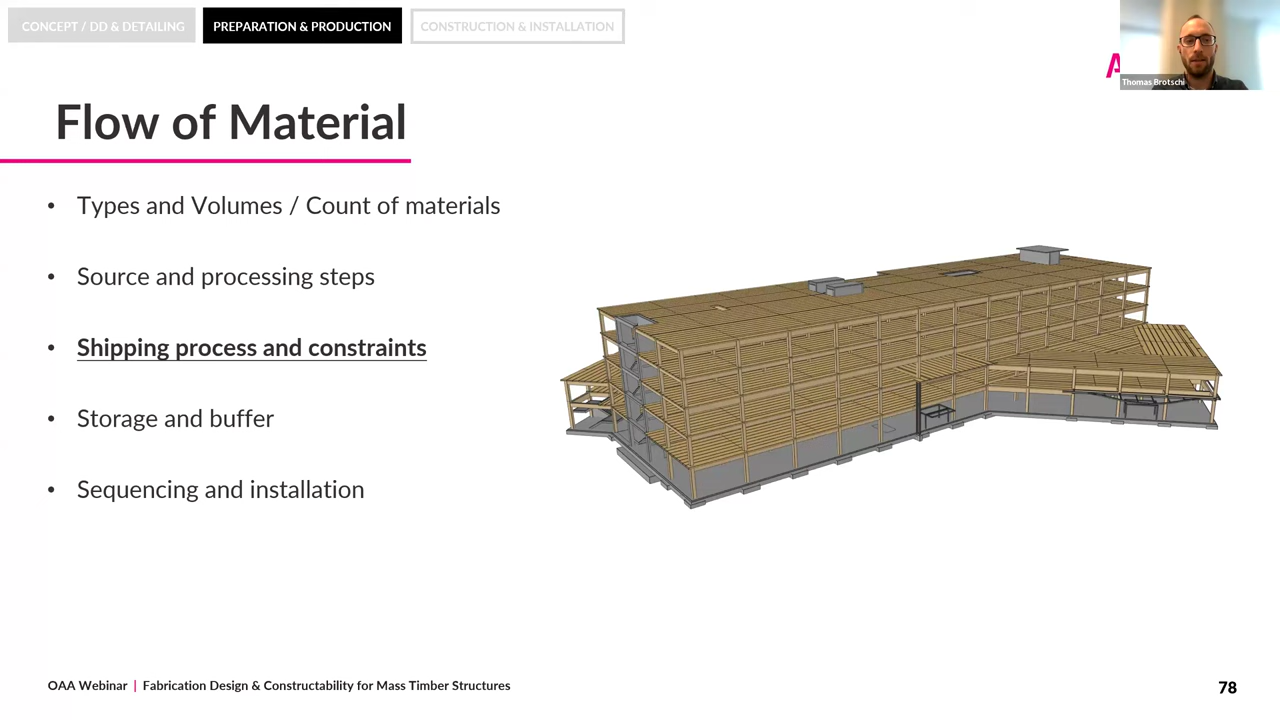 CONCEPT / DD & DETAILING
PREPARATION & PRODUCTION
CONSTRUCTION & INSTALLATION
A
Thomas Brotschi
Flow of Material
• Types and Volumes / Count of materials
• Source and processing steps
• Shipping process and constraints
• Storage and buffer
• Sequencing and installation
OAA Webinar | Fabrication Design & Constructability for Mass Timber Structures
78